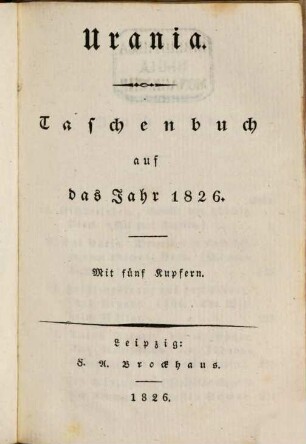 Urania.
Taschenbuch
auf
das Jahr 1826.
Mit fünf Kupfern.
Leipzig:
F. A. Brockhaus.
1826.